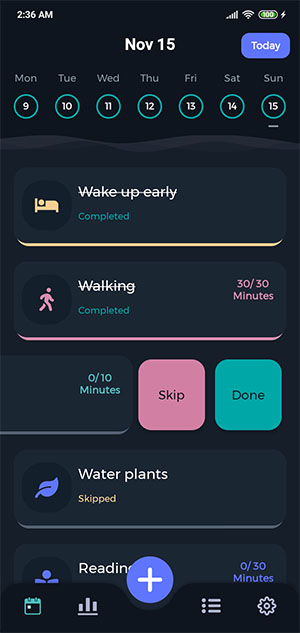 2:36 AM
100
Nov 15
Today
Mon Tue Wed Thu Fri Sat Sun
9 10 11 12 13 14 15
Wake up early
Completed
Walking
30/30
Minutes
Completed
0/10
Minutes
Skip
Done
Water plants
Skipped
Reading
0/30
Minutes